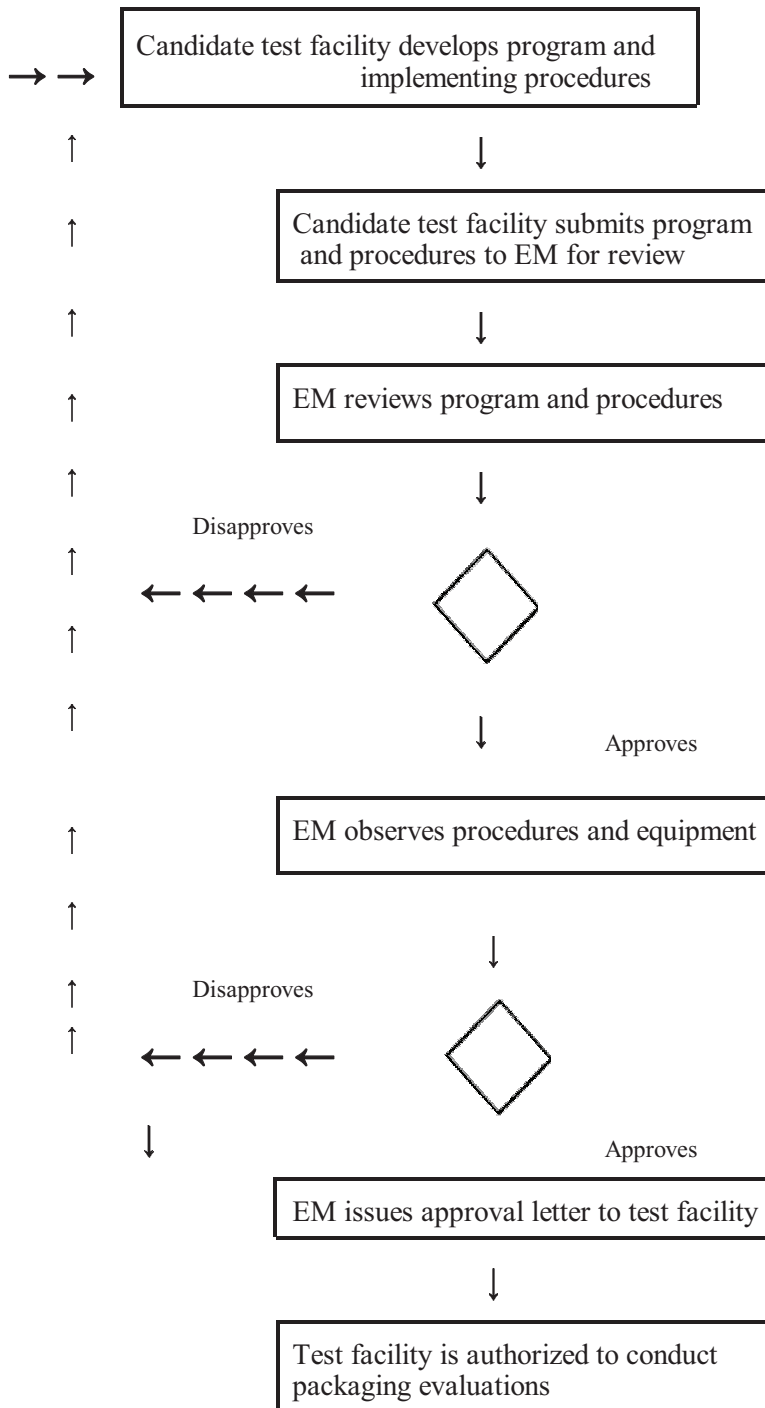 Candidate test facility develops program and
implementing procedures
Candidate test facility submits program
and procedures to EM for review
EM reviews program and procedures
Disapproves
Approves
EM observes procedures and equipment
Disapproves
Approves
EM issues approval letter to test facility
Test facility is authorized to conduct
packaging evaluations